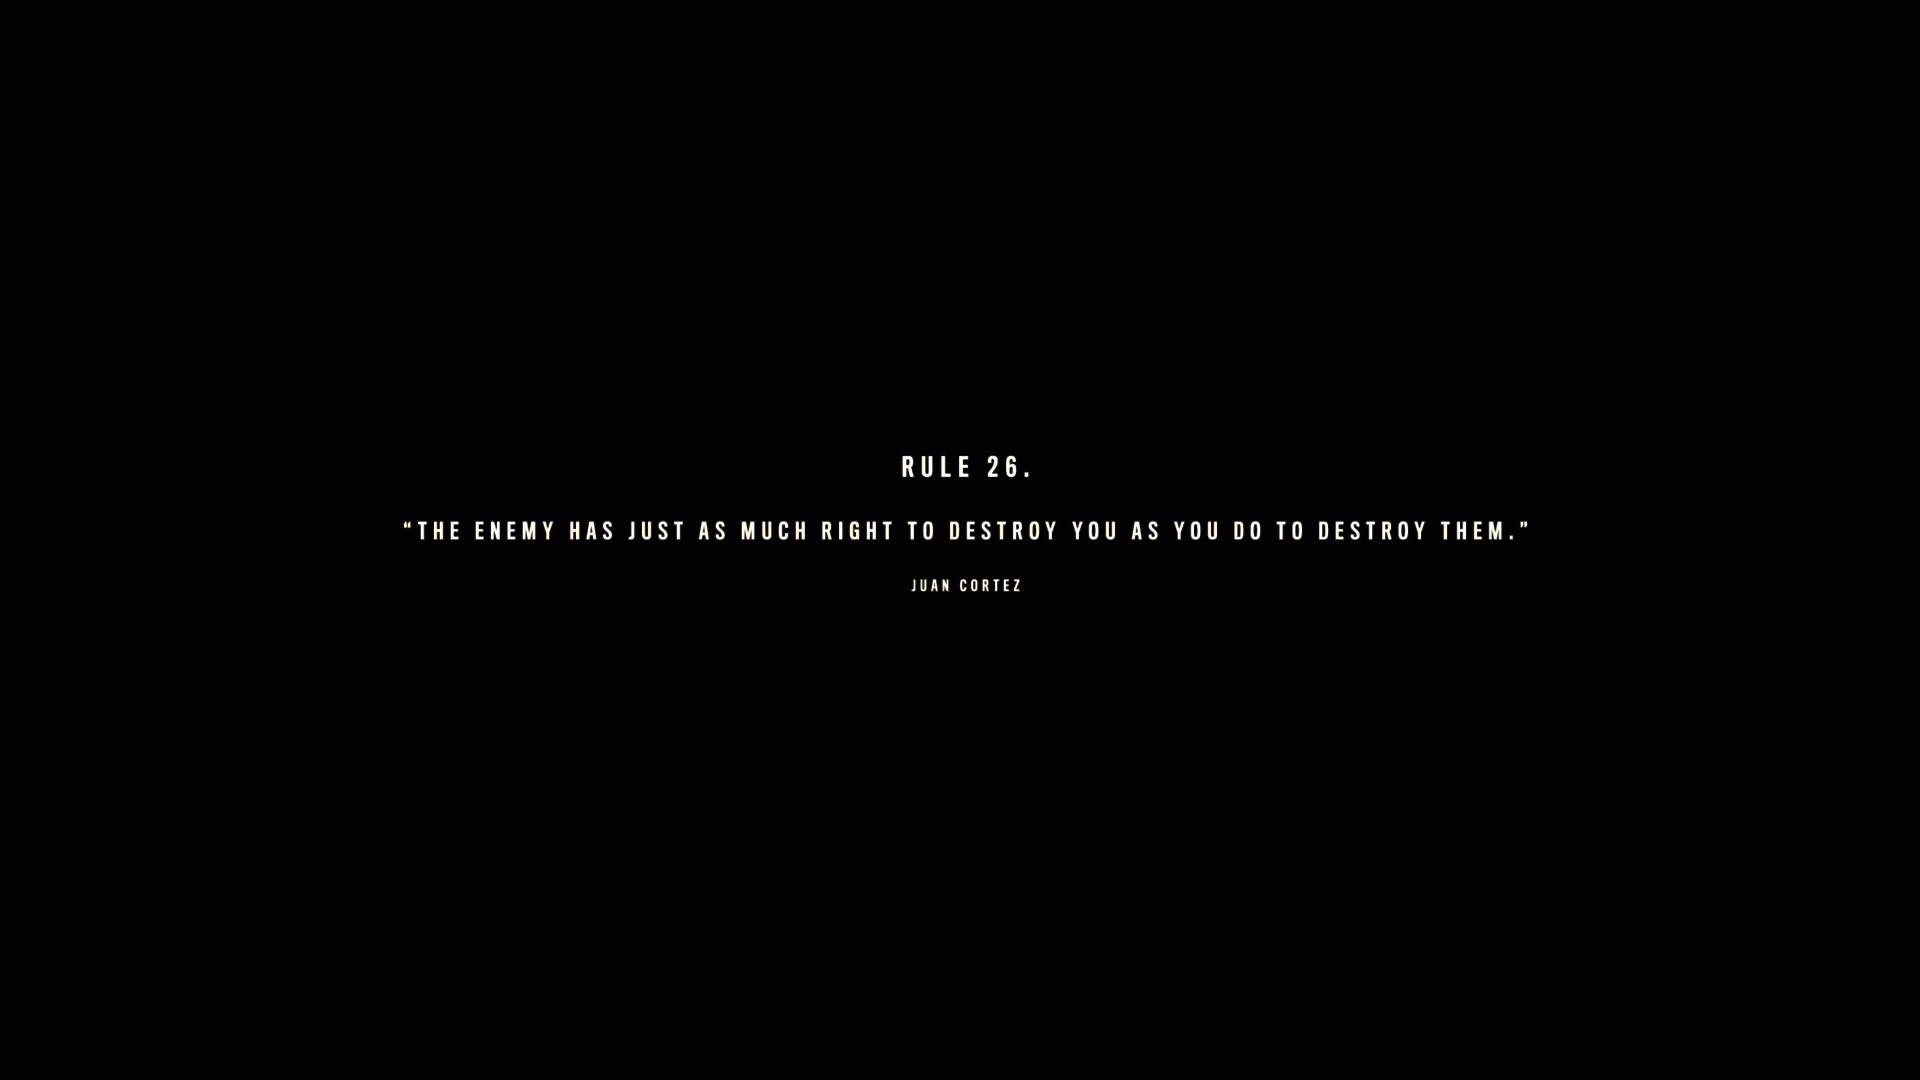 RULE 26.
“THE ENEMY HAS JUST AS MUCH RIGHT TO DESTROY YOU AS YOU DO TO DESTROY THEM.”
JUAN CORTEZ